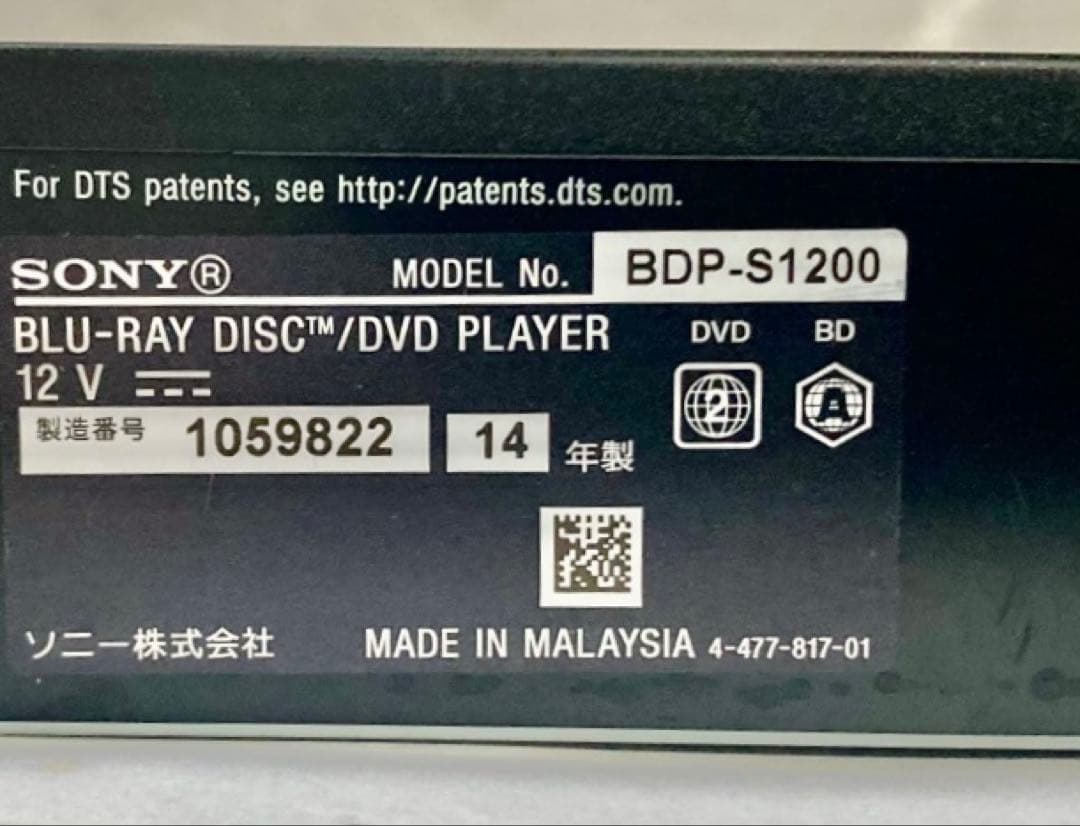 For DTS patents, see http://patents.dts.com.
SONY® MODEL No. BDP-S1200
BLU-RAY DISC™/DVD PLAYER DVD BD
12 V
2 A
製造番号 1059822 14 年製
ソニー株式会社 MADE IN MALAYSIA 4-477-817-01